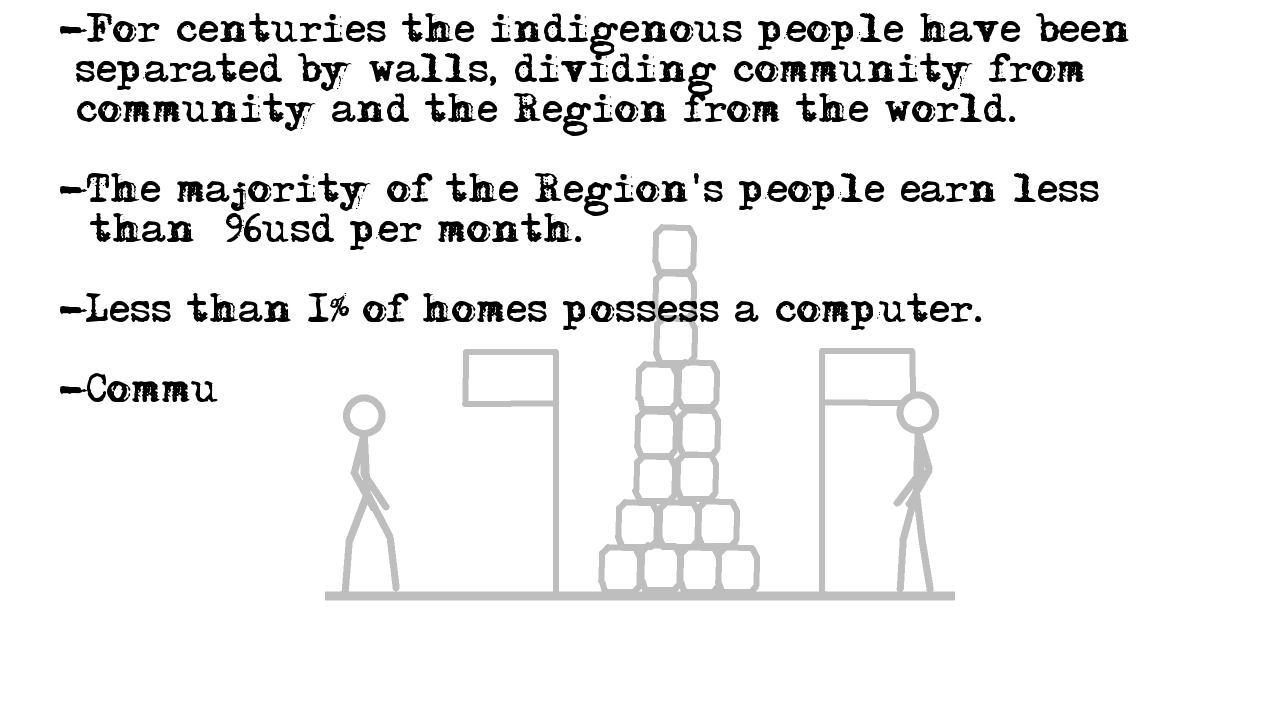 -For centuries the indigenous people have been
separated by walls, dividing community from
community and the Region from the world.
-The majority of the Region's people earn less
than 96usd per month.
-Less than 1% of homes possess a computer.
-Commu